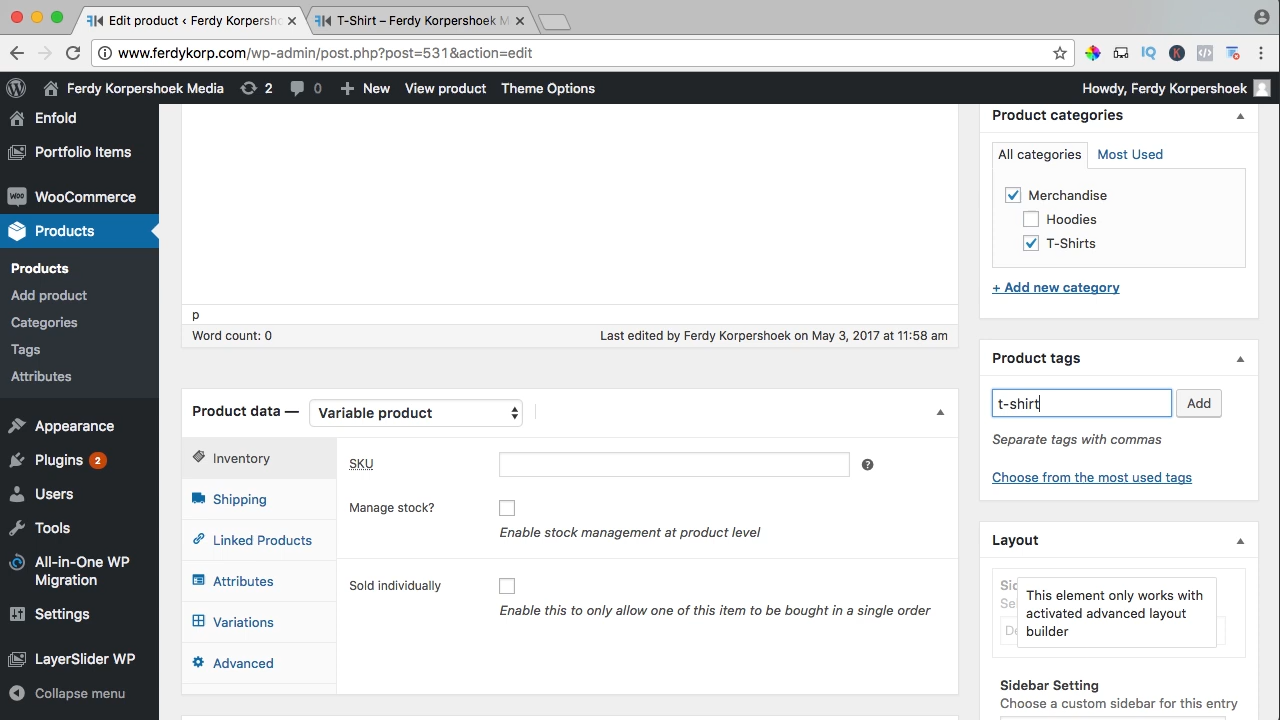 Edit product ‹ Ferdy Korpersho
T-Shirt – Ferdy Korpershoek M
www.ferdykorp.com/wp-admin/post.php?post=531&action=edit
Ferdy Korpershoek Media 2 0 New View product Theme Options Howdy, Ferdy Korpershoek
Enfold
Portfolio Items
WooCommerce
Products
Products
Add product
Categories
Tags
Attributes
Appearance
Plugins 2
Users
Tools
All-in-One WP
Migration
Settings
LayerSlider WP
Collapse menu
p
Word count: 0
Last edited by Ferdy Korpershoek on May 3, 2017 at 11:58 am
Product data — Variable product
Inventory
Shipping
Linked Products
Attributes
Variations
Advanced
SKU
Manage stock?
Enable stock management at product level
Sold individually
Enable this to only allow one of this item to be bought in a single order
Product categories
All categories Most Used
Merchandise
Hoodies
T-Shirts
+ Add new category
Product tags
t-shirt Add
Separate tags with commas
Choose from the most used tags
Layout
This element only works with
activated advanced layout
builder
Sidebar Setting
Choose a custom sidebar for this entry